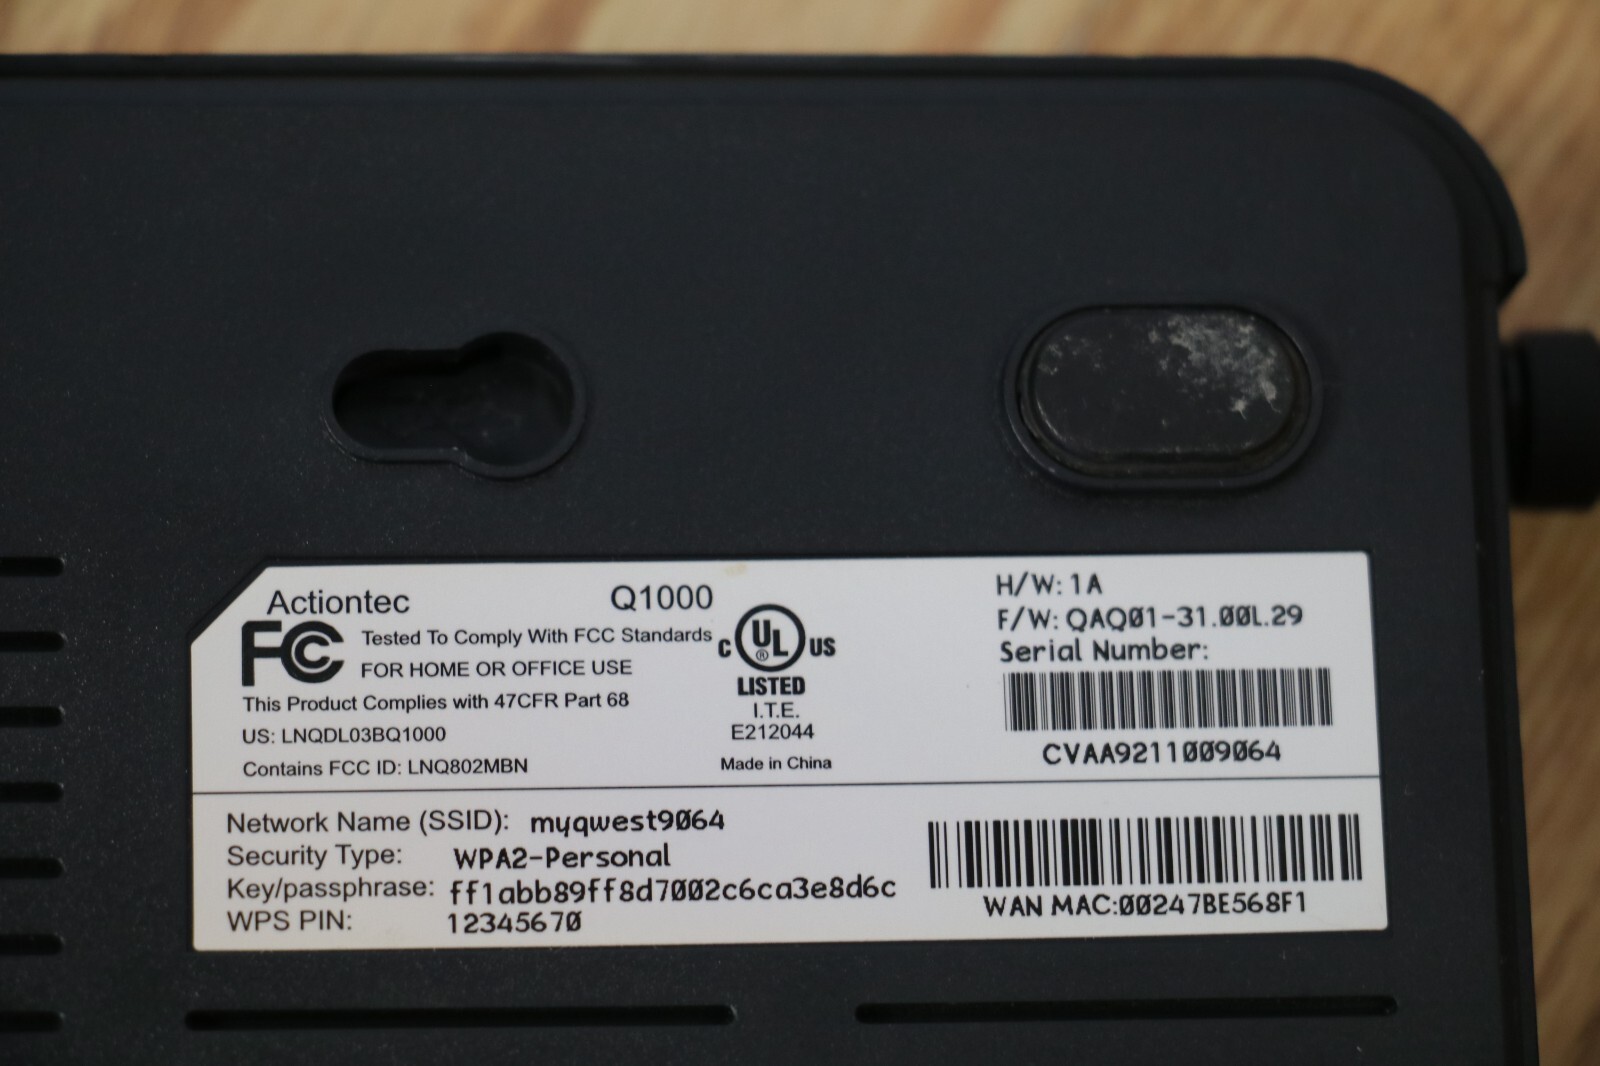 Actiontec Q1000
FC Tested To Comply With FCC Standards
FOR HOME OR OFFICE USE
This Product Complies with 47CFR Part 68
US: LNQDL03BQ1000
Contains FCC ID: LNQ802MBN
C UL ® US
LISTED
I.T.E.
E212044
Made in China
H/W: 1A
F/W: QAQ01-31.00L.29
Serial Number:
CVAA9211009064
Network Name (SSID): myqwest9064
Security Type: WPA2-Personal
Key/passphrase: ff1abb89ff8d7002c6ca3e8d6c
WPS PIN: 12345670
WAN MAC:00247BE568F1